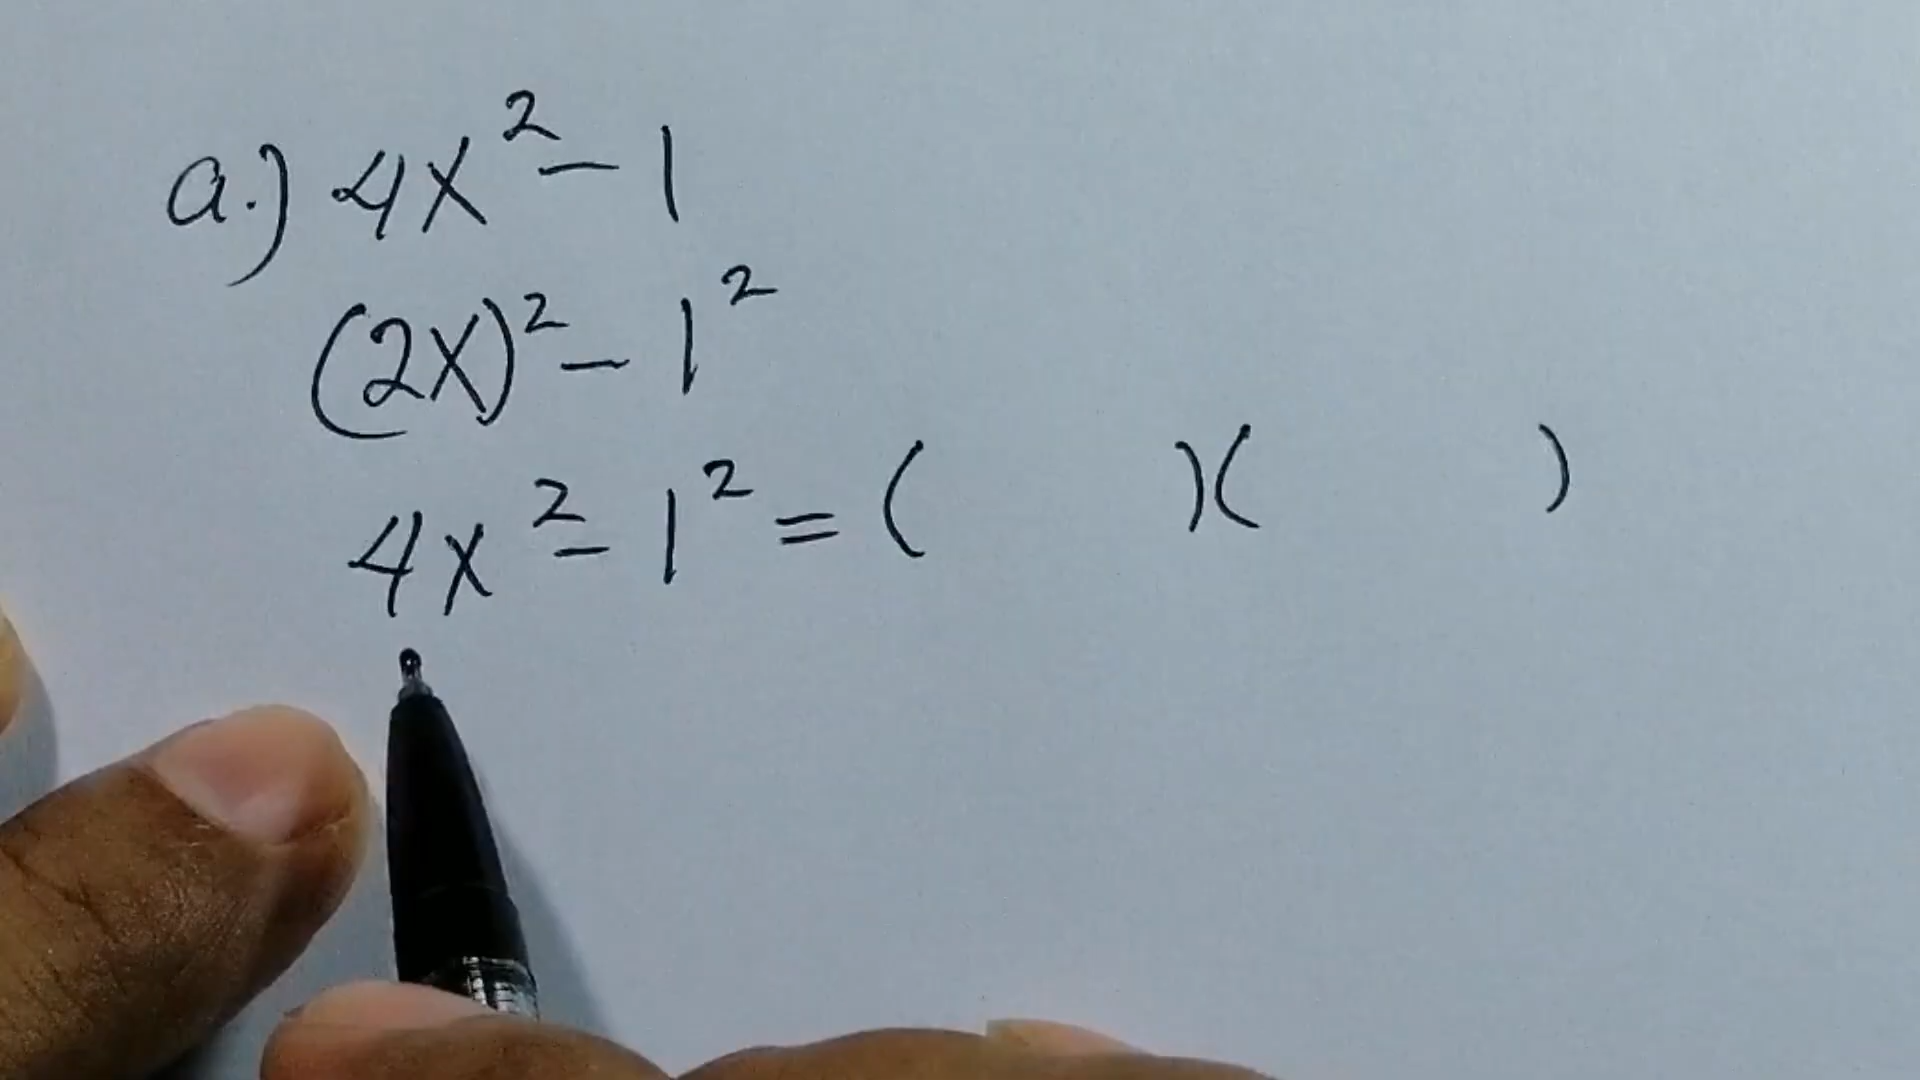 a.) 4x² - 1
(2x)² - 1²
4x² - 1² = (        )(        )